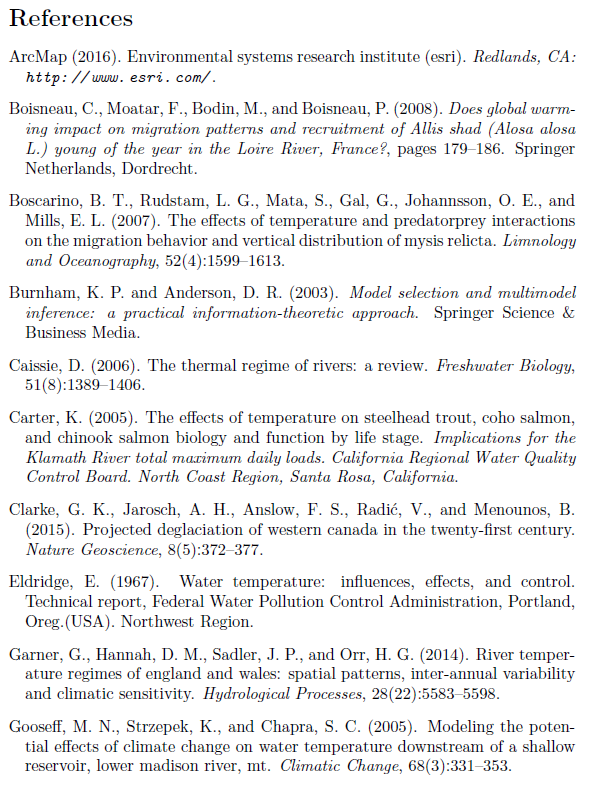 References
ArcMap (2016). Environmental systems research institute (esri). Redlands, CA:
http://www.esri.com/.
Boisneau, C., Moatar, F., Bodin, M., and Boisneau, P. (2008). Does global warm-
ing impact on migration patterns and recruitment of Allis shad (Alosa alosa
L.) young of the year in the Loire River, France?, pages 179–186. Springer
Netherlands, Dordrecht.
Boscarino, B. T., Rudstam, L. G., Mata, S., Gal, G., Johannsson, O. E., and
Mills, E. L. (2007). The effects of temperature and predatorprey interactions
on the migration behavior and vertical distribution of mysis relicta. Limnology
and Oceanography, 52(4):1599–1613.
Burnham, K. P. and Anderson, D. R. (2003). Model selection and multimodel
inference: a practical information-theoretic approach. Springer Science &
Business Media.
Caissie, D. (2006). The thermal regime of rivers: a review. Freshwater Biology,
51(8):1389–1406.
Carter, K. (2005). The effects of temperature on steelhead trout, coho salmon,
and chinook salmon biology and function by life stage. Implications for the
Klamath River total maximum daily loads. California Regional Water Quality
Control Board. North Coast Region, Santa Rosa, California.
Clarke, G. K., Jarosch, A. H., Anslow, F. S., Radić, V., and Menounos, B.
(2015). Projected deglaciation of western canada in the twenty-first century.
Nature Geoscience, 8(5):372–377.
Eldridge, E. (1967). Water temperature: influences, effects, and control.
Technical report, Federal Water Pollution Control Administration, Portland,
Oreg.(USA). Northwest Region.
Garner, G., Hannah, D. M., Sadler, J. P., and Orr, H. G. (2014). River temper-
ature regimes of england and wales: spatial patterns, inter-annual variability
and climatic sensitivity. Hydrological Processes, 28(22):5583–5598.
Gooseff, M. N., Strzepek, K., and Chapra, S. C. (2005). Modeling the poten-
tial effects of climate change on water temperature downstream of a shallow
reservoir, lower madison river, mt. Climatic Change, 68(3):331–353.